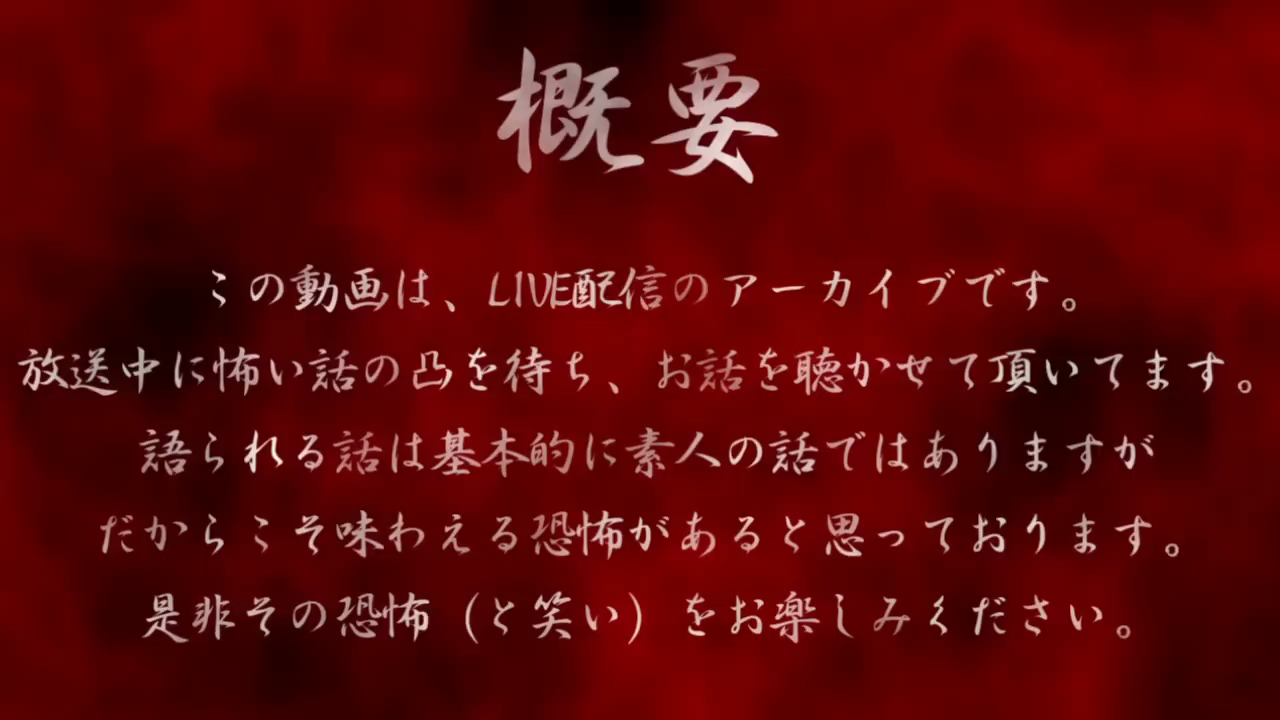 概要
この動画は、LIVE配信のアーカイブです。
放送中に怖い話の凸を待ち、お話を聴かせて頂いてます。
語られる話は基本的に素人の話ではありますが
だからこそ味わえる恐怖があると思っております。
是非その恐怖（と笑い）をお楽しみください。